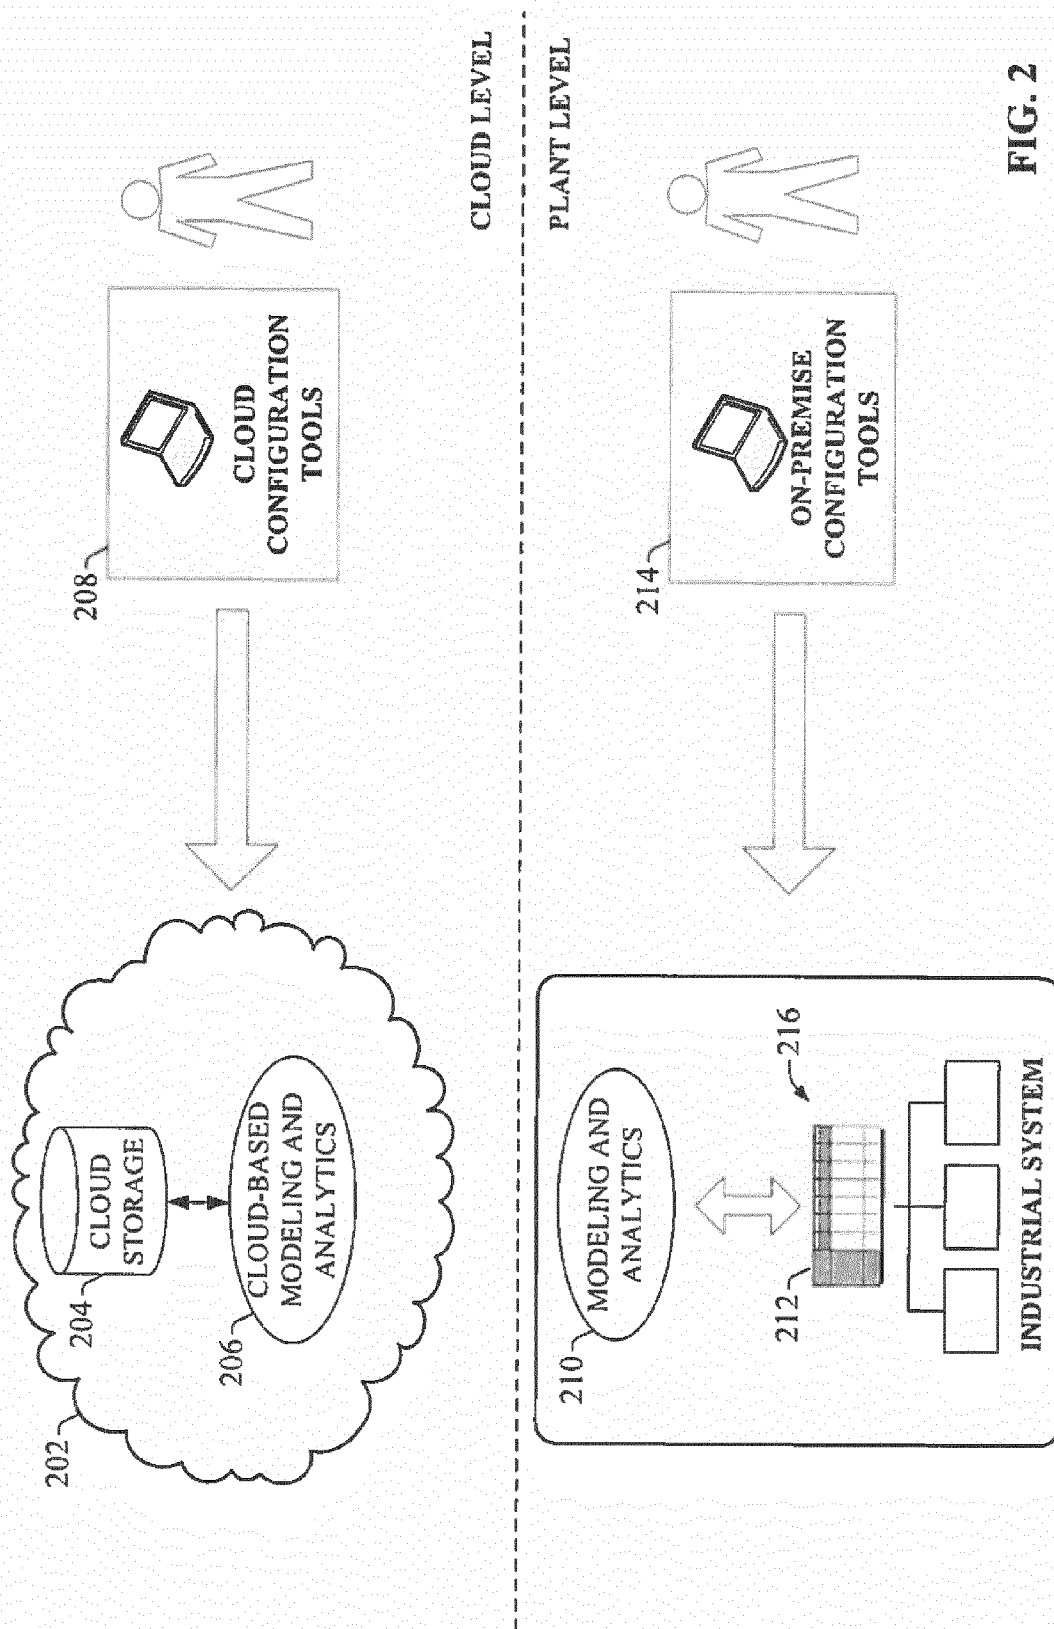 202
204
CLOUD
STORAGE
206
CLOUD-BASED
MODELING AND
ANALYTICS
208
CLOUD
CONFIGURATION
TOOLS
CLOUD LEVEL
PLANT LEVEL
210
MODELING AND
ANALYTICS
212
216
INDUSTRIAL SYSTEM
214
ON-PREMISE
CONFIGURATION
TOOLS
FIG. 2